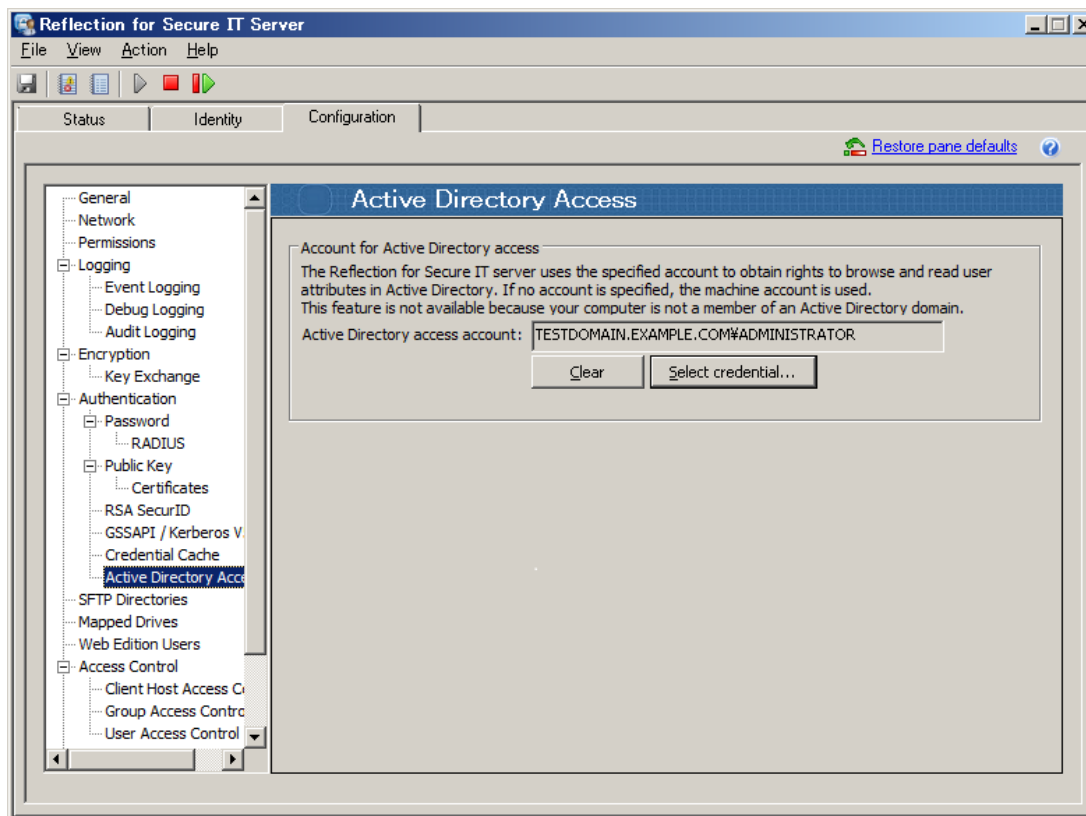 Reflection for Secure IT Server
File View Action Help
Status Identity Configuration
Restore pane defaults
General
Network
Permissions
Logging
Event Logging
Debug Logging
Audit Logging
Encryption
Key Exchange
Authentication
Password
RADIUS
Public Key
Certificates
RSA SecurID
GSSAPI / Kerberos V
Credential Cache
Active Directory Acce
SFTP Directories
Mapped Drives
Web Edition Users
Access Control
Client Host Access Co
Group Access Contro
User Access Control
Active Directory Access
Account for Active Directory access
The Reflection for Secure IT server uses the specified account to obtain rights to browse and read user
attributes in Active Directory. If no account is specified, the machine account is used.
This feature is not available because your computer is not a member of an Active Directory domain.
Active Directory access account: TESTDOMAIN.EXAMPLE.COM¥ADMINISTRATOR
Clear Select credential...